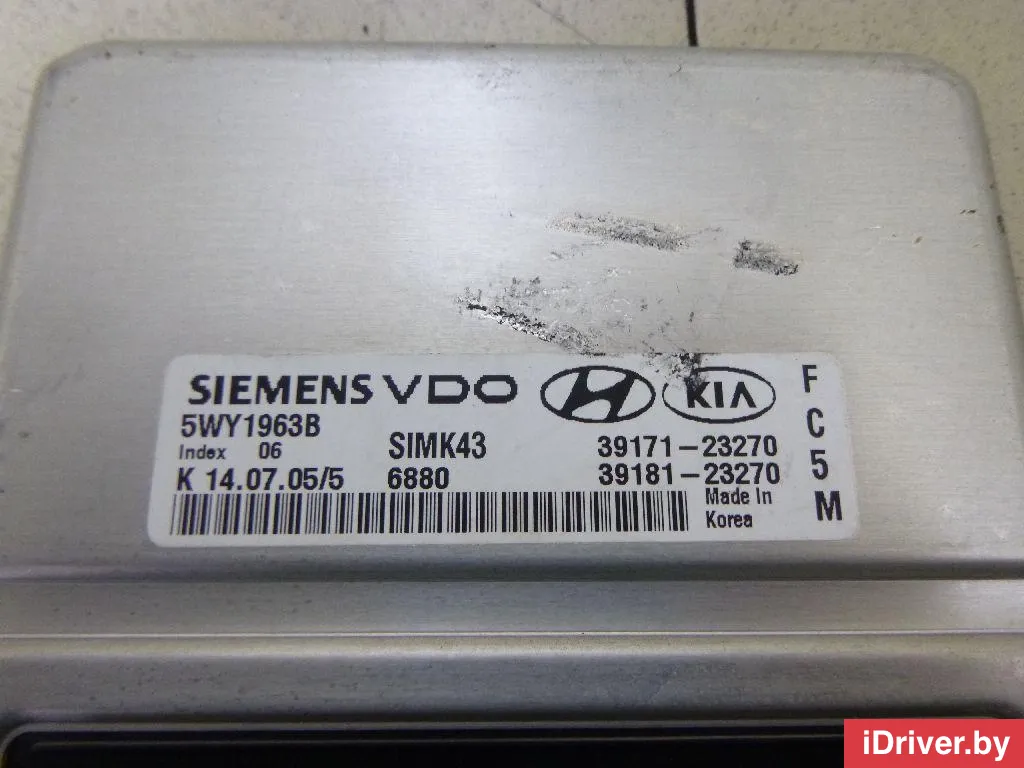 SIEMENS VDO KIA
5WY1963B
Index 06 SIMK43 39171-23270
K 14.07.05/5 6880 39181-23270
Made In
Korea
F
C
5
M
iDriver.by